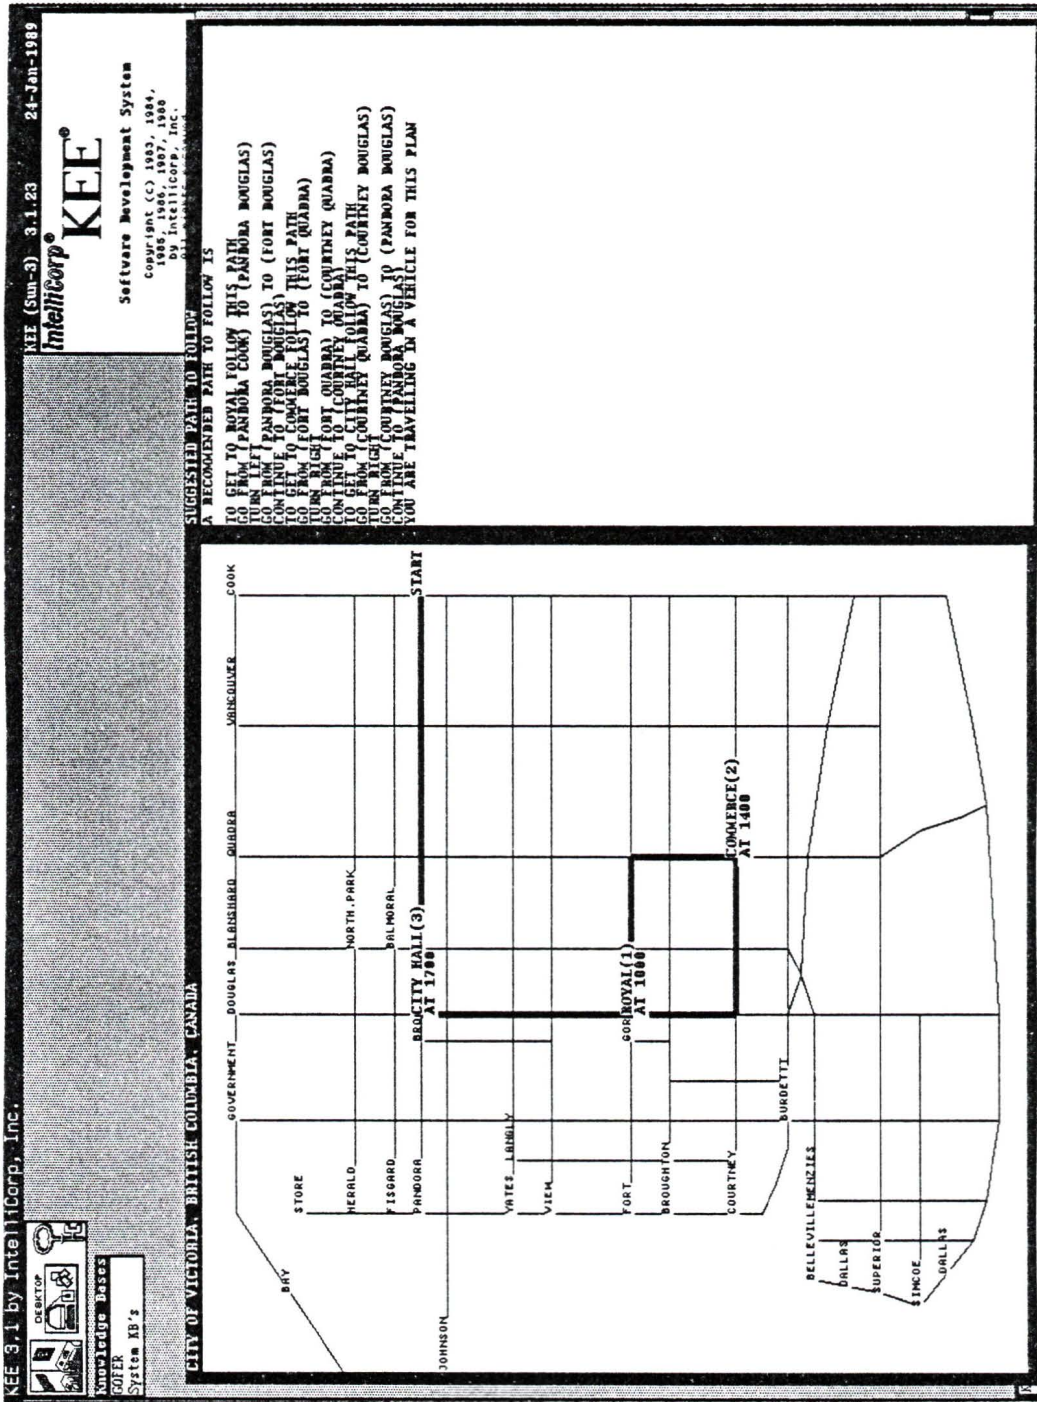 KEE 3.1 by IntelliCorp, Inc.
KEE (Sun-3) 3.1.23 24-Jan-1989
DESKTOP
Knowledge Bases
GOFER
System KB's
IntelliCorp®
KEE®
Software Development System
Copyright (c) 1983, 1984,
1985, 1986, 1987, 1988
By IntelliCorp, Inc.
CITY OF VICTORIA, BRITISH COLUMBIA, CANADA
BAY
GOVERNMENT
DOUGLAS
BLANSHARD
QUADRA
VANCOUVER
COOK
STORE
HERALD
NORTH.PARK
FISGARD
BALMORAL
PANDORA
CITY HALL(3)
AT 1700
START
JOHNSON
YATES
LANGLY
VIEW
FORT
ROYAL(1)
AT 1000
BROUGHTON
COURTNEY
COMMERCE(2)
AT 1400
BURDETTI
BELLEVILLE
MENZIES
DALLAS
SUPERIOR
SIMCOE
DALLAS
SUGGESTED PATH TO FOLLOW
A RECOMMENDED PATH TO FOLLOW IS
TO GET TO ROYAL FOLLOW THIS PATH
GO FROM (PANDORA COOK) TO (PANDORA DOUGLAS)
TURN LEFT
GO FROM (PANDORA DOUGLAS) TO (FORT DOUGLAS)
CONTINUE TO (FORT DOUGLAS)
TO GET TO COMMERCE FOLLOW THIS PATH
GO FROM (FORT DOUGLAS) TO (FORT QUADRA)
TURN RIGHT
GO FROM (FORT QUADRA) TO (COURTNEY QUADRA)
CONTINUE TO (COURTNEY QUADRA)
TO GET TO CITY HALL FOLLOW THIS PATH
GO FROM (COURTNEY QUADRA) TO (COURTNEY DOUGLAS)
TURN RIGHT
GO FROM (COURTNEY DOUGLAS) TO (PANDORA DOUGLAS)
CONTINUE TO (PANDORA DOUGLAS)
YOU ARE TRAVELLING IN A VEHICLE FOR THIS PLAN